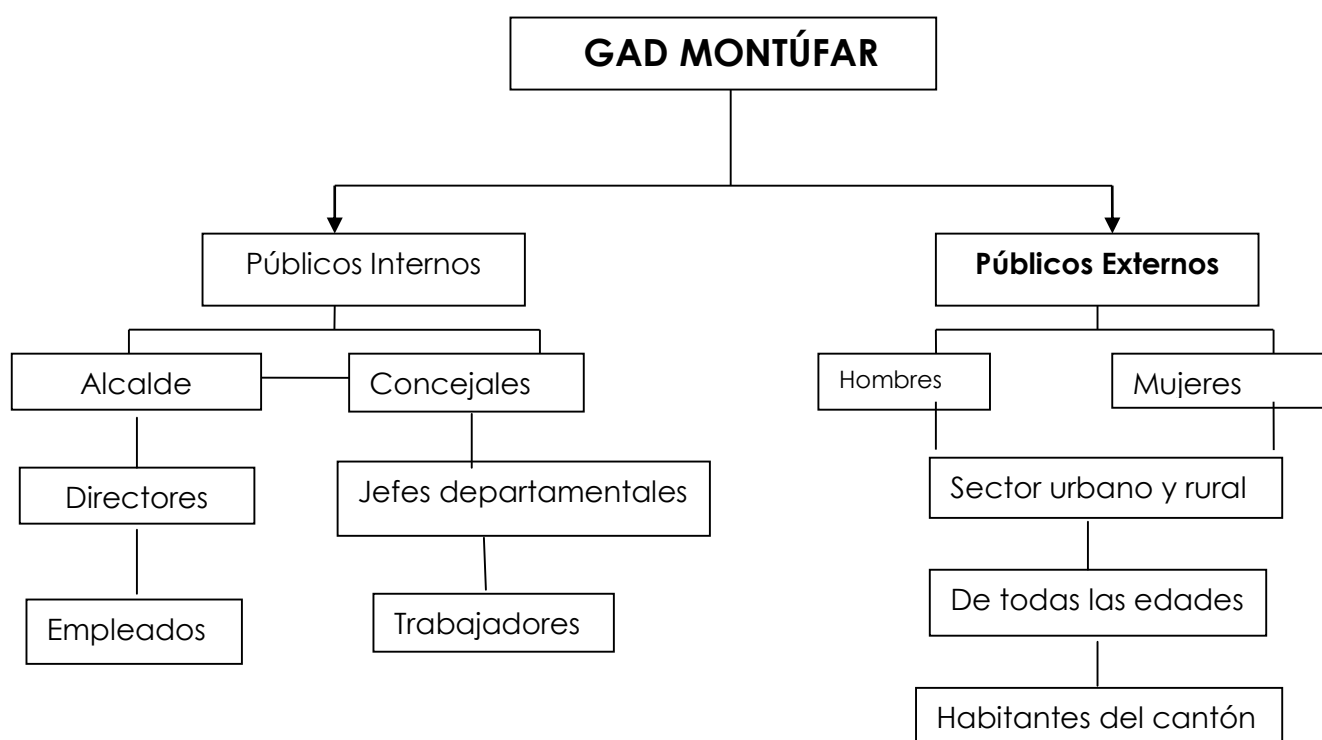 GAD MONTÚFAR
Públicos Internos
Públicos Externos
Alcalde
Concejales
Hombres
Mujeres
Directores
Jefes departamentales
Sector urbano y rural
Empleados
Trabajadores
De todas las edades
Habitantes del cantón